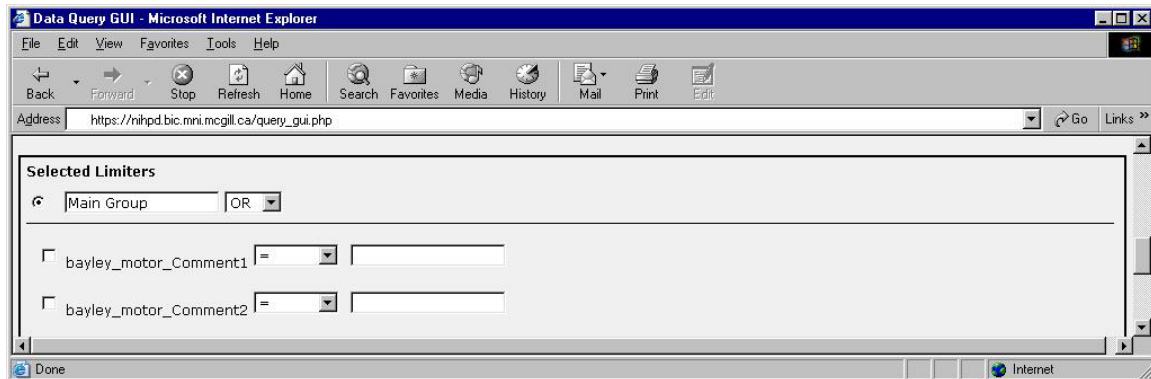 Data Query GUI - Microsoft Internet Explorer
File Edit View Favorites Tools Help
Back Forward Stop Refresh Home Search Favorites Media History Mail Print Edit
Address https://nihpd.bic.mni.mcgill.ca/query_gui.php Go Links »
Selected Limiters
Main Group OR
bayley_motor_Comment1 =
bayley_motor_Comment2 =
Done Internet